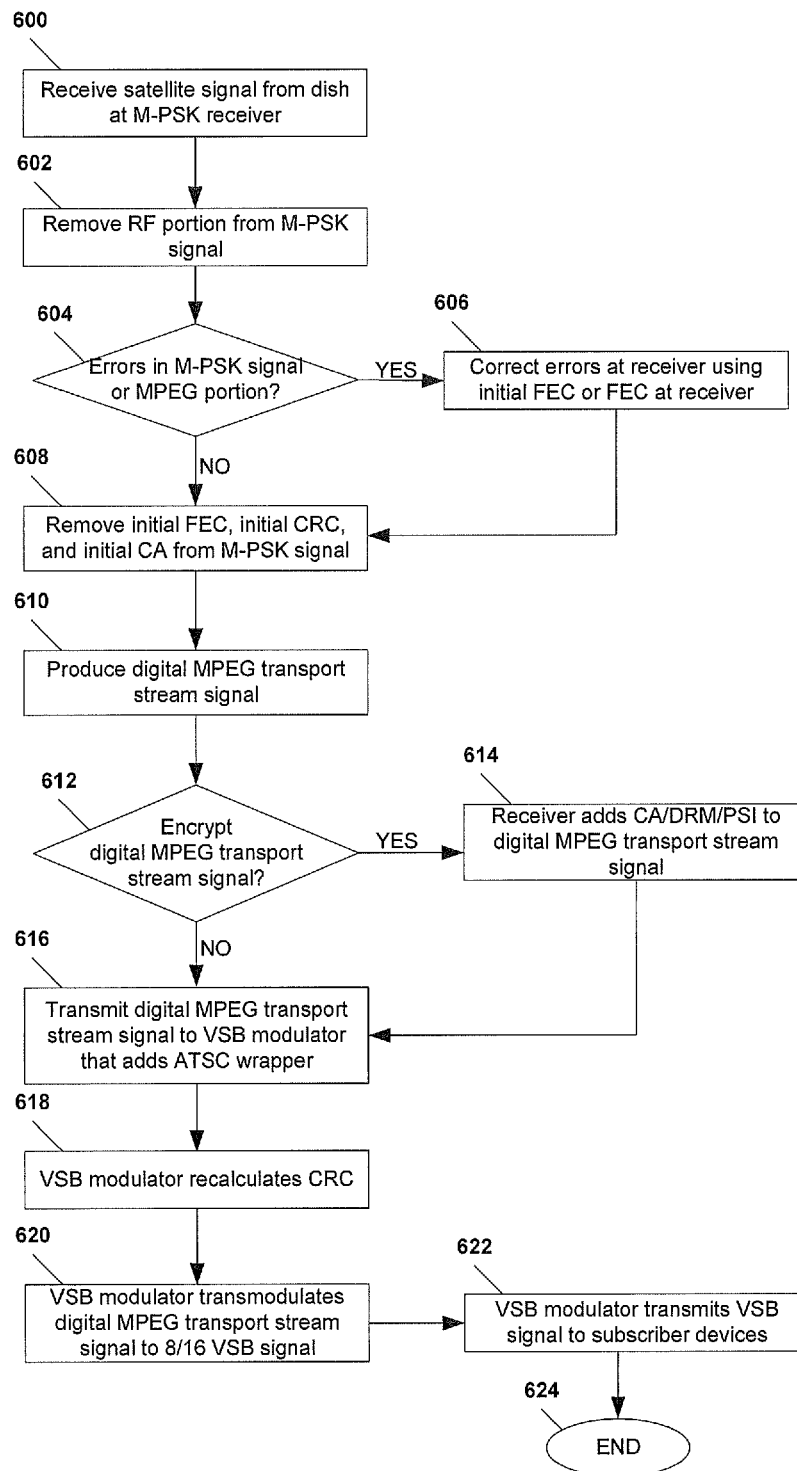 600
Receive satellite signal from dish
at M-PSK receiver
602
Remove RF portion from M-PSK
signal
604
Errors in M-PSK signal
or MPEG portion?
YES
606
Correct errors at receiver using
initial FEC or FEC at receiver
NO
608
Remove initial FEC, initial CRC,
and initial CA from M-PSK signal
610
Produce digital MPEG transport
stream signal
612
Encrypt
digital MPEG transport
stream signal?
YES
614
Receiver adds CA/DRM/PSI to
digital MPEG transport stream
signal
NO
616
Transmit digital MPEG transport
stream signal to VSB modulator
that adds ATSC wrapper
618
VSB modulator recalculates CRC
620
VSB modulator transmodulates
digital MPEG transport stream
signal to 8/16 VSB signal
622
VSB modulator transmits VSB
signal to subscriber devices
624
END